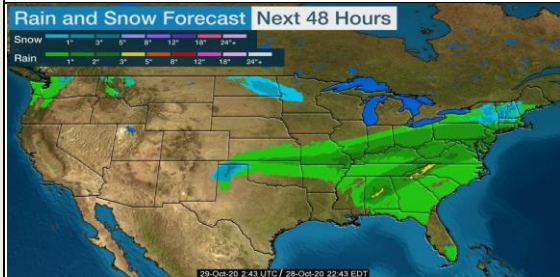 Rain and Snow Forecast Next 48 Hours
Snow
1" 3" 5" 8" 12" 18" 24"+
Rain
1" 2" 3" 5" 8" 12" 16" 24"+
29-Oct-20 2:43 UTC / 28-Oct-20 22:43 EDT